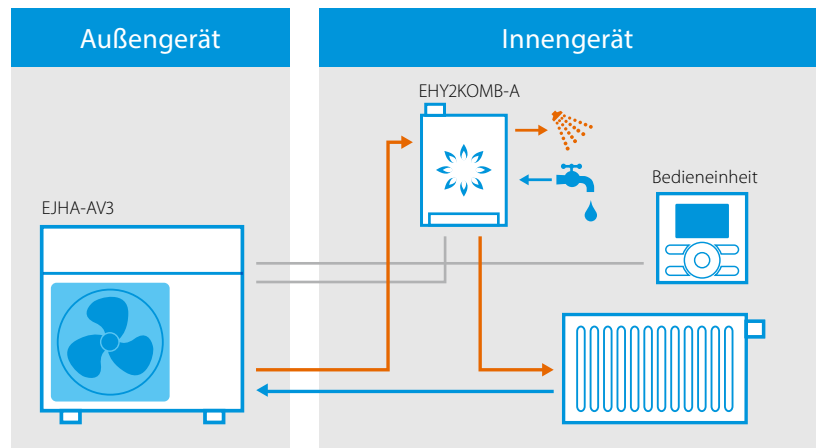 Außengerät
Innengerät
EHY2KOMB-A
Bedieneinheit
EJHA-AV3